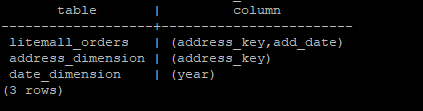 table | column
-------------------+-------------------------
litemall_orders | (address_key,add_date)
address_dimension | (address_key)
date_dimension | (year)
(3 rows)